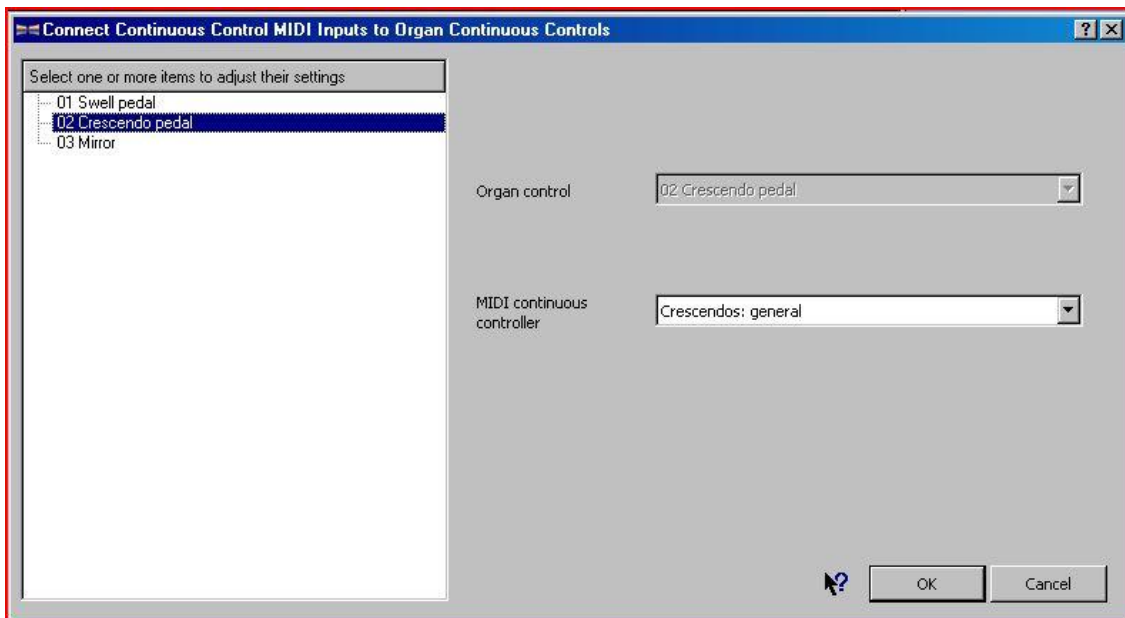 Connect Continuous Control MIDI Inputs to Organ Continuous Controls
Select one or more items to adjust their settings
01 Swell pedal
02 Crescendo pedal
03 Mirror
Organ control
02 Crescendo pedal
MIDI continuous
controller
Crescendos: general
OK
Cancel